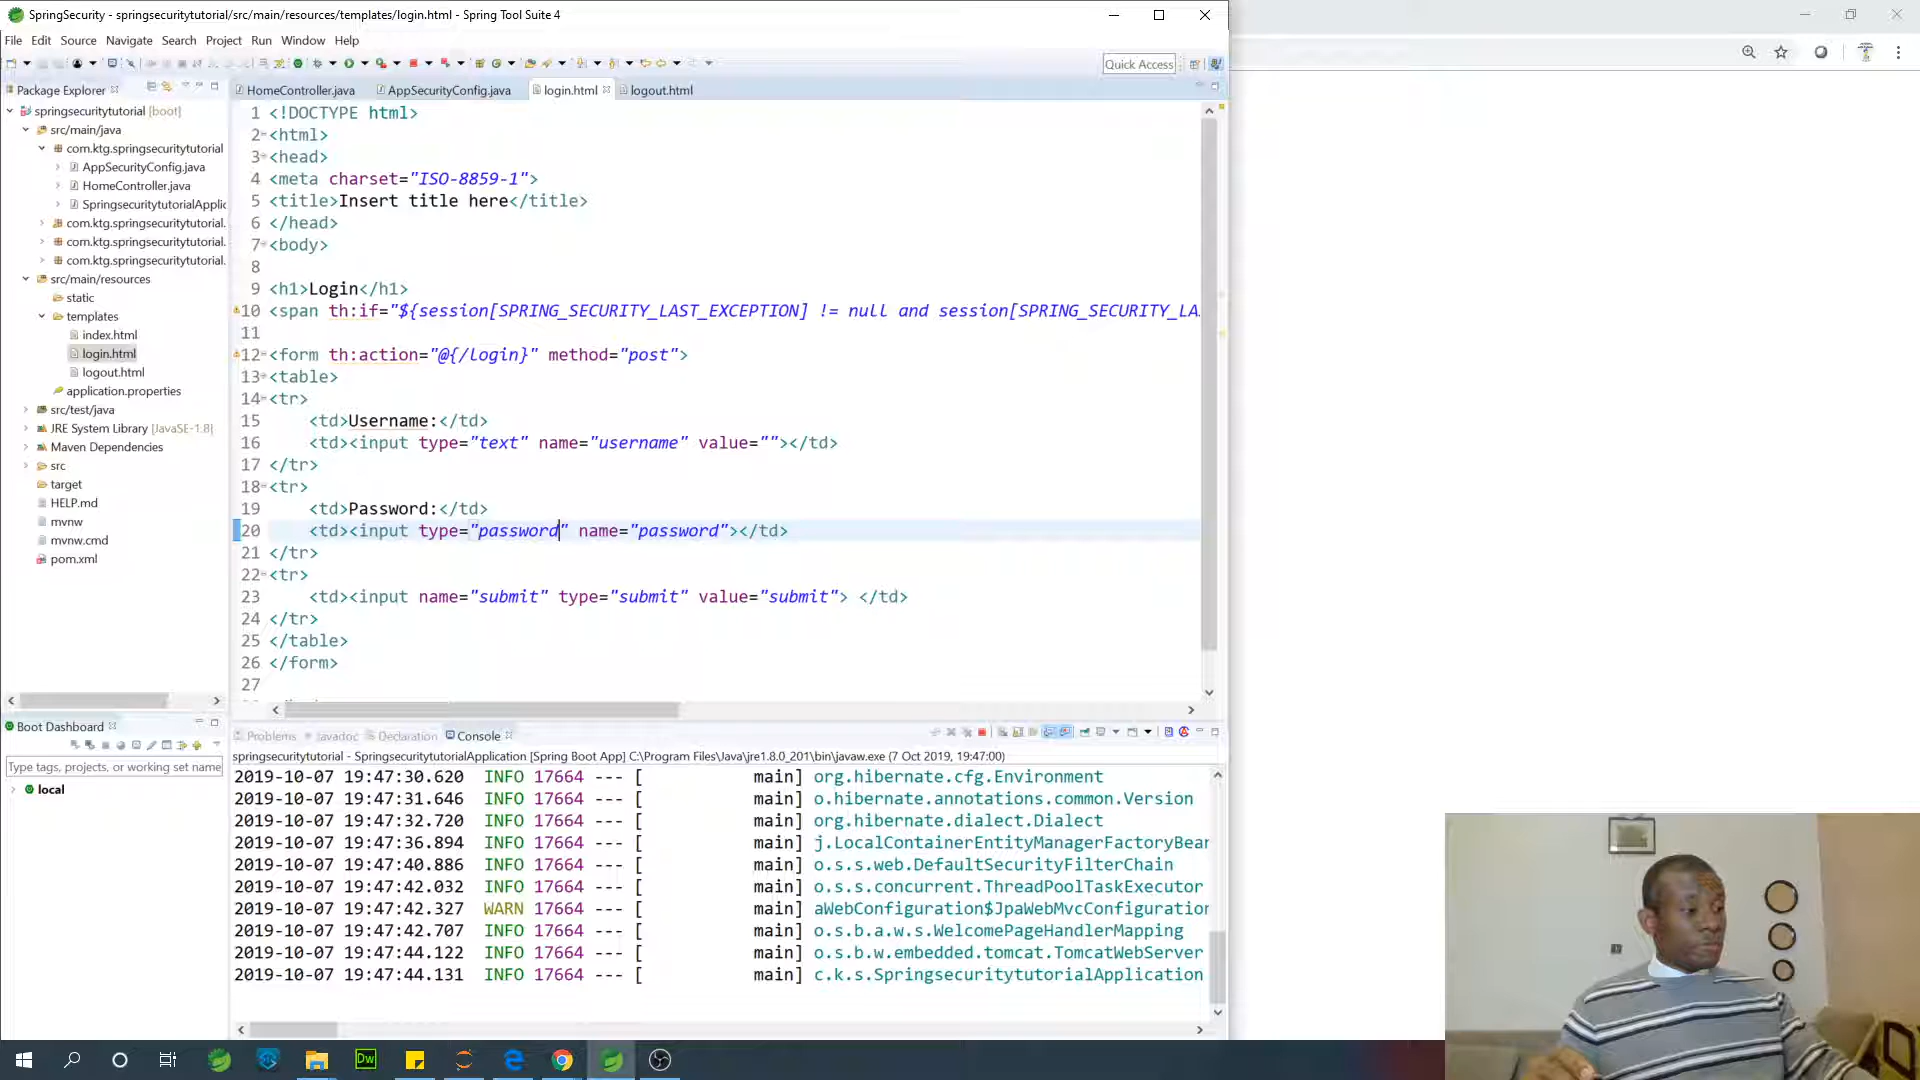 SpringSecurity - springsecuritytutorial/src/main/resources/templates/login.html - Spring Tool Suite 4
File Edit Source Navigate Search Project Run Window Help
Quick Access
Package Explorer
HomeController.java
AppSecurityConfig.java
login.html
logout.html
springsecuritytutorial [boot]
src/main/java
com.ktg.springsecuritytutorial
AppSecurityConfig.java
HomeController.java
SpringsecuritytutorialAppli
com.ktg.springsecuritytutorial.
com.ktg.springsecuritytutorial.
com.ktg.springsecuritytutorial.
src/main/resources
static
templates
index.html
login.html
logout.html
application.properties
src/test/java
JRE System Library [JavaSE-1.8]
Maven Dependencies
src
target
HELP.md
mvnw
mvnw.cmd
pom.xml
1 <!DOCTYPE html>
2 <html>
3 <head>
4 <meta charset="ISO-8859-1">
5 <title>Insert title here</title>
6 </head>
7 <body>
8
9 <h1>Login</h1>
10 <span th:if="${session[SPRING_SECURITY_LAST_EXCEPTION] != null and session[SPRING_SECURITY_LA
11
12 <form th:action="@{/login}" method="post">
13 <table>
14 <tr>
15 <td>Username:</td>
16 <td><input type="text" name="username" value=""></td>
17 </tr>
18 <tr>
19 <td>Password:</td>
20 <td><input type="password" name="password"></td>
21 </tr>
22 <tr>
23 <td><input name="submit" type="submit" value="submit"> </td>
24 </tr>
25 </table>
26 </form>
27
Boot Dashboard
Type tags, projects, or working set name
local
Problems Javadoc Declaration Console
springsecuritytutorial - SpringsecuritytutorialApplication [Spring Boot App] C:\Program Files\Java\jre1.8.0_201\bin\javaw.exe (7 Oct 2019, 19:47:00)
2019-10-07 19:47:30.620 INFO 17664 --- [ main] org.hibernate.cfg.Environment
2019-10-07 19:47:31.646 INFO 17664 --- [ main] o.hibernate.annotations.common.Version
2019-10-07 19:47:32.720 INFO 17664 --- [ main] org.hibernate.dialect.Dialect
2019-10-07 19:47:36.894 INFO 17664 --- [ main] j.LocalContainerEntityManagerFactoryBear
2019-10-07 19:47:40.886 INFO 17664 --- [ main] o.s.s.web.DefaultSecurityFilterChain
2019-10-07 19:47:42.032 INFO 17664 --- [ main] o.s.s.concurrent.ThreadPoolTaskExecutor
2019-10-07 19:47:42.327 WARN 17664 --- [ main] aWebConfiguration$JpaWebMvcConfiguration
2019-10-07 19:47:42.707 INFO 17664 --- [ main] o.s.b.a.w.s.WelcomePageHandlerMapping
2019-10-07 19:47:44.122 INFO 17664 --- [ main] o.s.b.w.embedded.tomcat.TomcatWebServer
2019-10-07 19:47:44.131 INFO 17664 --- [ main] c.k.s.SpringsecuritytutorialApplication
Dw